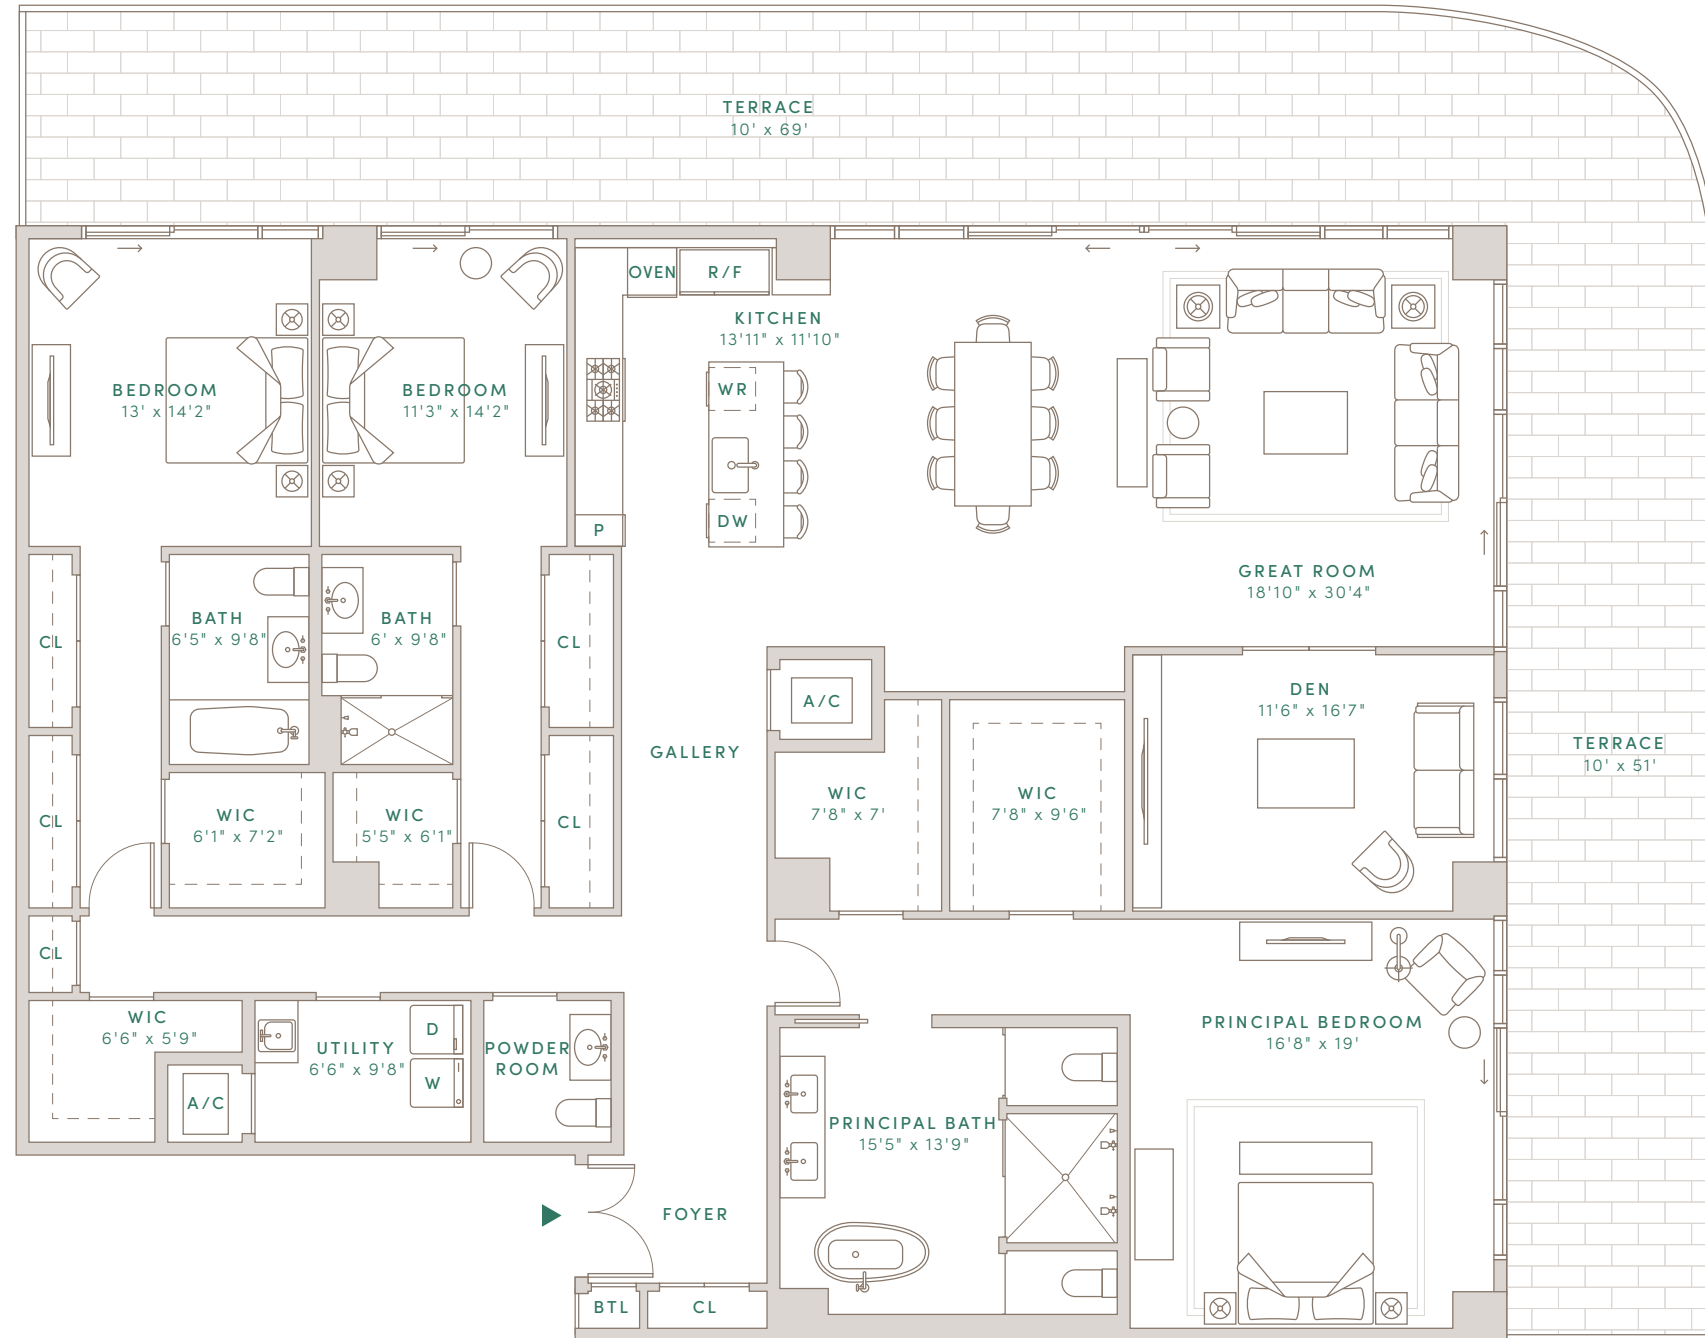 TERRACE
10' x 69'
OVEN
R/F
KITCHEN
13'11" x 11'10"
BEDROOM
13' x 14'2"
BEDROOM
11'3" x 14'2"
WR
DW
P
GREAT ROOM
18'10" x 30'4"
BATH
6'5" x 9'8"
BATH
6' x 9'8"
CL
CL
A/C
DEN
11'6" x 16'7"
GALLERY
TERRACE
10' x 51'
WIC
7'8" x 7'
WIC
7'8" x 9'6"
CL
WIC
6'1" x 7'2"
WIC
5'5" x 6'1"
CL
CL
WIC
6'6" x 5'9"
UTILITY
6'6" x 9'8"
D
W
POWDER
ROOM
A/C
PRINCIPAL BEDROOM
16'8" x 19'
PRINCIPAL BATH
15'5" x 13'9"
FOYER
BTL
CL